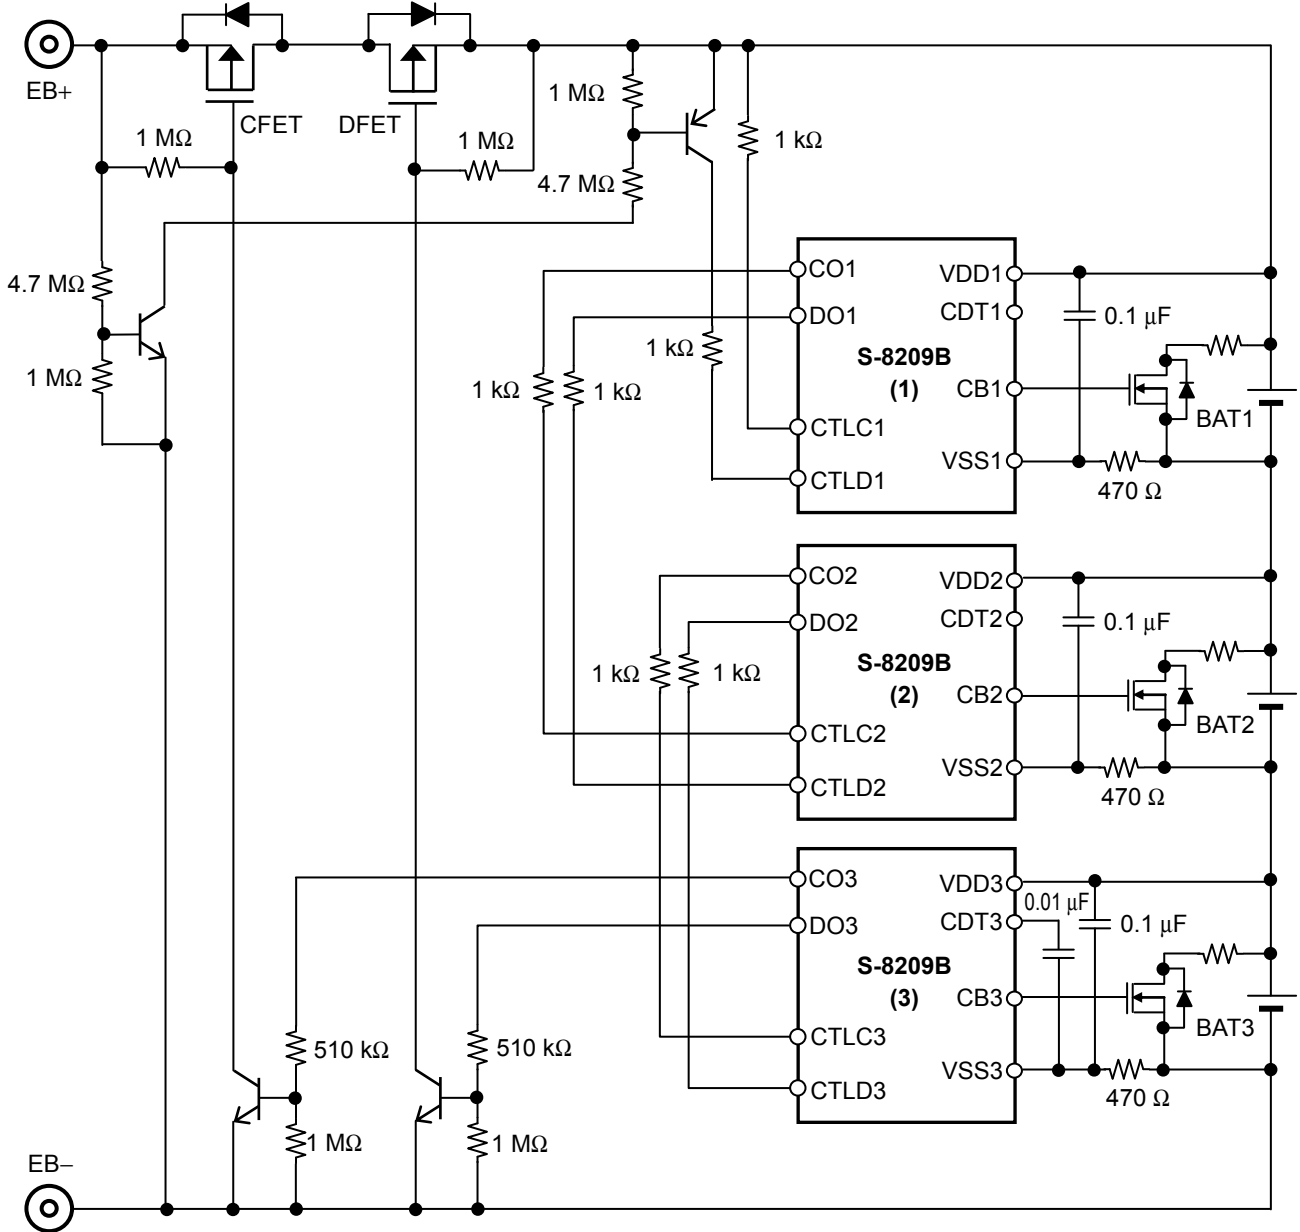 EB+
CFET
DFET
1 MΩ
1 MΩ
1 MΩ
1 kΩ
4.7 MΩ
4.7 MΩ
1 MΩ
1 kΩ
1 kΩ
1 kΩ
CO1
DO1
S-8209B
(1)
CTLC1
CTLD1
VDD1
CDT1
CB1
VSS1
0.1 μF
BAT1
470 Ω
CO2
DO2
S-8209B
(2)
CTLC2
CTLD2
VDD2
CDT2
CB2
VSS2
0.1 μF
BAT2
470 Ω
1 kΩ
1 kΩ
CO3
DO3
S-8209B
(3)
CTLC3
CTLD3
VDD3
CDT3
CB3
VSS3
0.01 μF
0.1 μF
BAT3
470 Ω
510 kΩ
510 kΩ
1 MΩ
1 MΩ
EB−